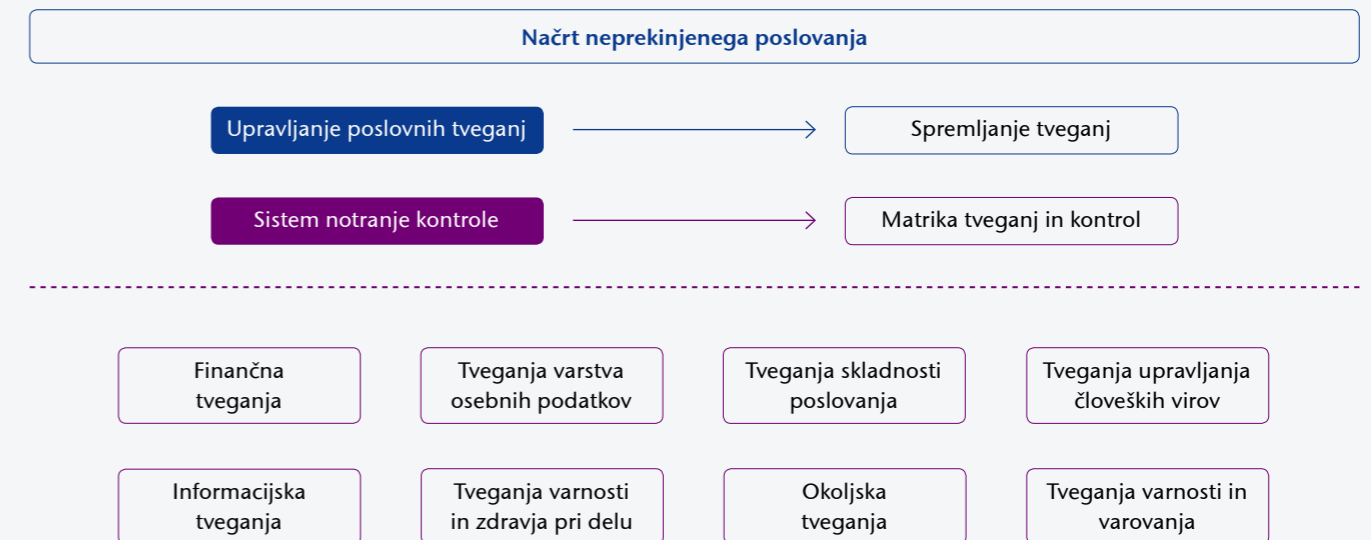 Načrt neprekinjenega poslovanja
Upravljanje poslovnih tveganj
Spremljanje tveganj
Sistem notranje kontrole
Matrika tveganj in kontrol
Finančna
tveganja
Tveganja varstva
osebnih podatkov
Tveganja skladnosti
poslovanja
Tveganja upravljanja
človeških virov
Informacijska
tveganja
Tveganja varnosti
in zdravja pri delu
Okoljska
tveganja
Tveganja varnosti in
varovanja